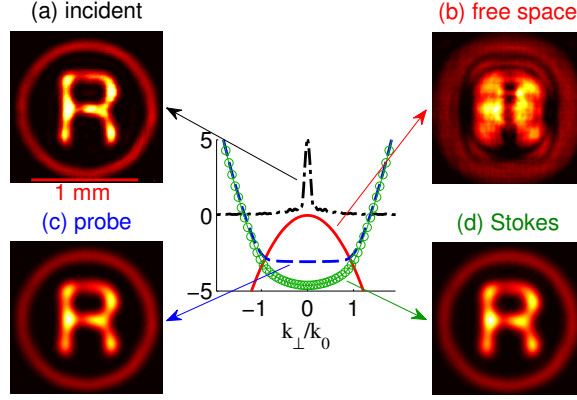 (a) incident
(b) free space
R
R
1 mm
5
0
-5
-1 0 1
k⊥/k0
(c) probe
(d) Stokes
R
R